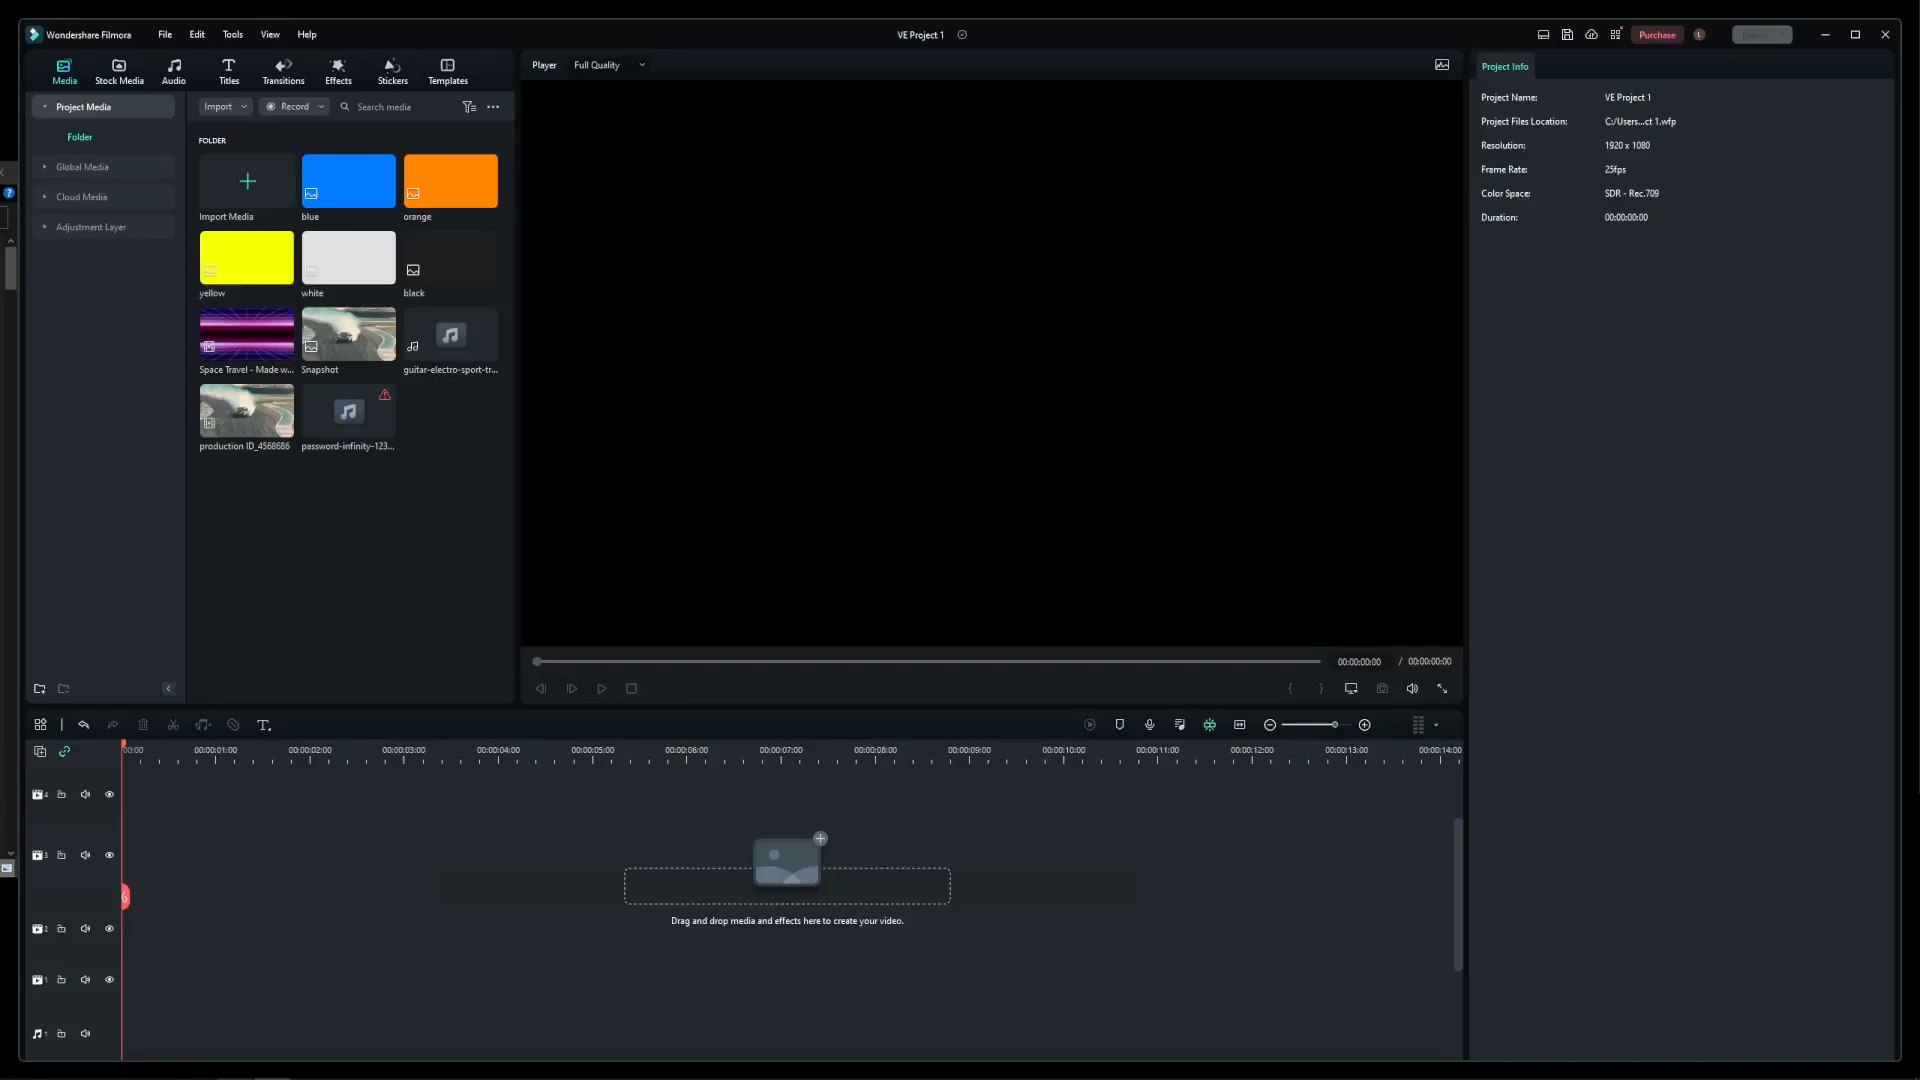 Wondershare Filmora File Edit Tools View Help
VE Project 1
Purchase
L
Media Stock Media Audio Titles Transitions Effects Stickers Templates
Player Full Quality
Project Info
Project Media
Folder
Global Media
Cloud Media
Adjustment Layer
Import Record Search media
FOLDER
Import Media
blue
orange
yellow
white
black
Space Travel - Made w...
Snapshot
guitar-electro-sport-tr...
production ID_4568686
password-infinity-123...
Project Name: VE Project 1
Project Files Location: C:/Users...ct 1.wfp
Resolution: 1920 x 1080
Frame Rate: 25fps
Color Space: SDR - Rec.709
Duration: 00:00:00:00
00:00:00:00 / 00:00:00:00
00:00 00:00:01:00 00:00:02:00 00:00:03:00 00:00:04:00 00:00:05:00 00:00:06:00 00:00:07:00 00:00:08:00 00:00:09:00 00:00:10:00 00:00:11:00 00:00:12:00 00:00:13:00 00:00:14:00
4
3
Drag and drop media and effects here to create your video.
2
1
1